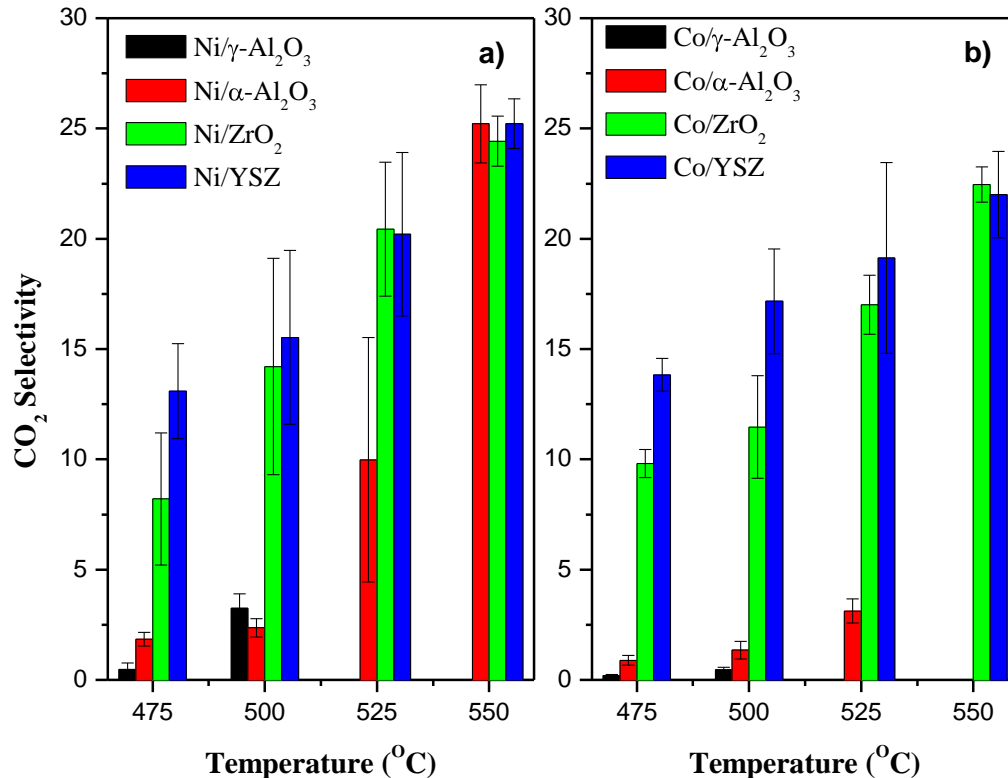 CO₂ Selectivity
30
25
20
15
10
5
0
Ni/γ-Al₂O₃
Ni/α-Al₂O₃
Ni/ZrO₂
Ni/YSZ
a)
475 500 525 550
Temperature (ᴼC)
30
25
20
15
10
5
0
Co/γ-Al₂O₃
Co/α-Al₂O₃
Co/ZrO₂
Co/YSZ
b)
475 500 525 550
Temperature (ᴼC)